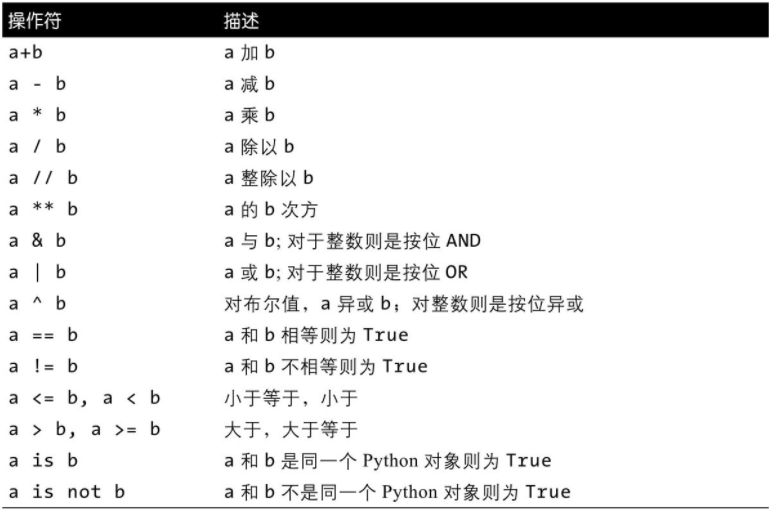 操作符 描述
a+b a 加 b
a - b a 减 b
a * b a 乘 b
a / b a 除以 b
a // b a 整除以 b
a ** b a 的 b 次方
a & b a 与 b; 对于整数则是按位 AND
a | b a 或 b; 对于整数则是按位 OR
a ^ b 对布尔值，a 异或 b；对整数则是按位异或
a == b a 和 b 相等则为 True
a != b a 和 b 不相等则为 True
a <= b, a < b 小于等于，小于
a > b, a >= b 大于，大于等于
a is b a 和 b 是同一个 Python 对象则为 True
a is not b a 和 b 不是同一个 Python 对象则为 True